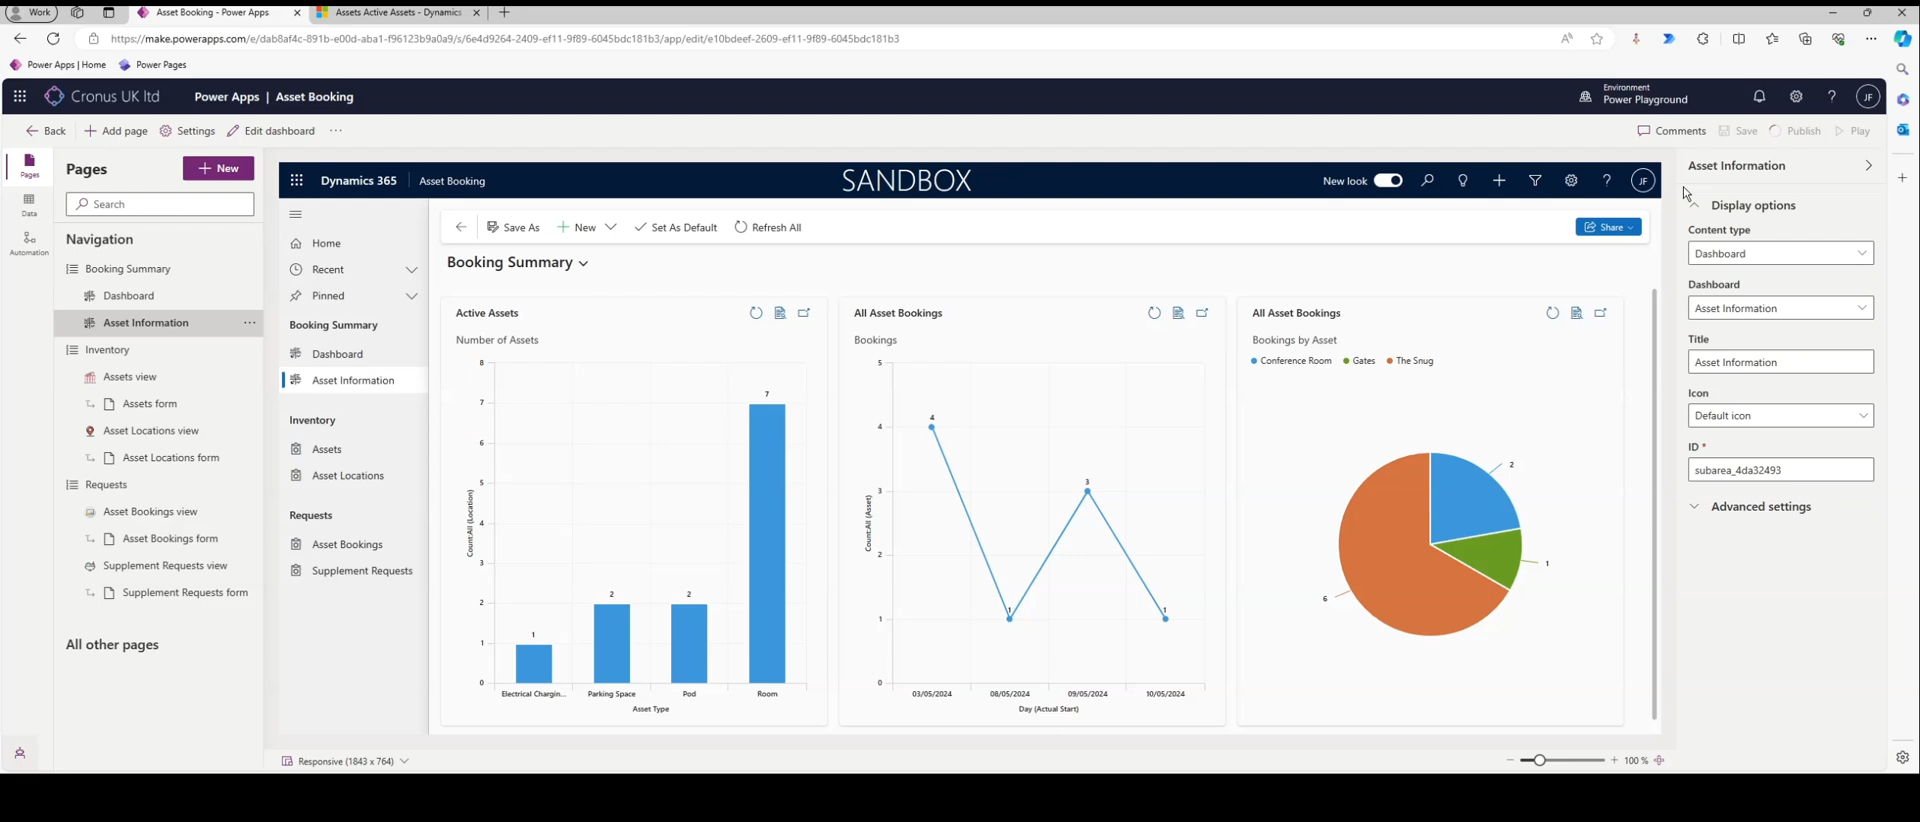 Work
Asset Booking - Power Apps
Assets Active Assets - Dynamics
https://make.powerapps.com/e/dab8af4c-891b-e00d-aba1-f96123b9a0a9/s/6e4d9264-2409-ef11-9f89-6045bdc181b3/app/edit/e10bdeef-2609-ef11-9f89-6045bdc181b3
Power Apps | Home
Power Pages
Cronus UK ltd
Power Apps | Asset Booking
Environment
Power Playground
JF
Back
Add page
Settings
Edit dashboard
Comments
Save
Publish
Play
Pages
Data
Automation
Pages
New
Search
Navigation
Booking Summary
Dashboard
Asset Information
Inventory
Assets view
Assets form
Asset Locations view
Asset Locations form
Requests
Asset Bookings view
Asset Bookings form
Supplement Requests view
Supplement Requests form
All other pages
Dynamics 365
Asset Booking
SANDBOX
New look
JF
Home
Recent
Pinned
Booking Summary
Dashboard
Asset Information
Inventory
Assets
Asset Locations
Requests
Asset Bookings
Supplement Requests
Save As
New
Set As Default
Refresh All
Share
Booking Summary
Active Assets
Number of Assets
8
7
6
5
4
3
2
1
0
Count:All (Location)
1
2
2
7
Electrical Chargin...
Parking Space
Pod
Room
Asset Type
All Asset Bookings
Bookings
5
4
3
2
1
0
Count:All (Asset)
4
1
3
1
03/05/2024
08/05/2024
09/05/2024
10/05/2024
Day (Actual Start)
All Asset Bookings
Bookings by Asset
Conference Room
Gates
The Snug
2
1
6
Asset Information
Display options
Content type
Dashboard
Dashboard
Asset Information
Title
Asset Information
Icon
Default icon
ID *
subarea_4da32493
Advanced settings
Responsive (1843 x 764)
100 %